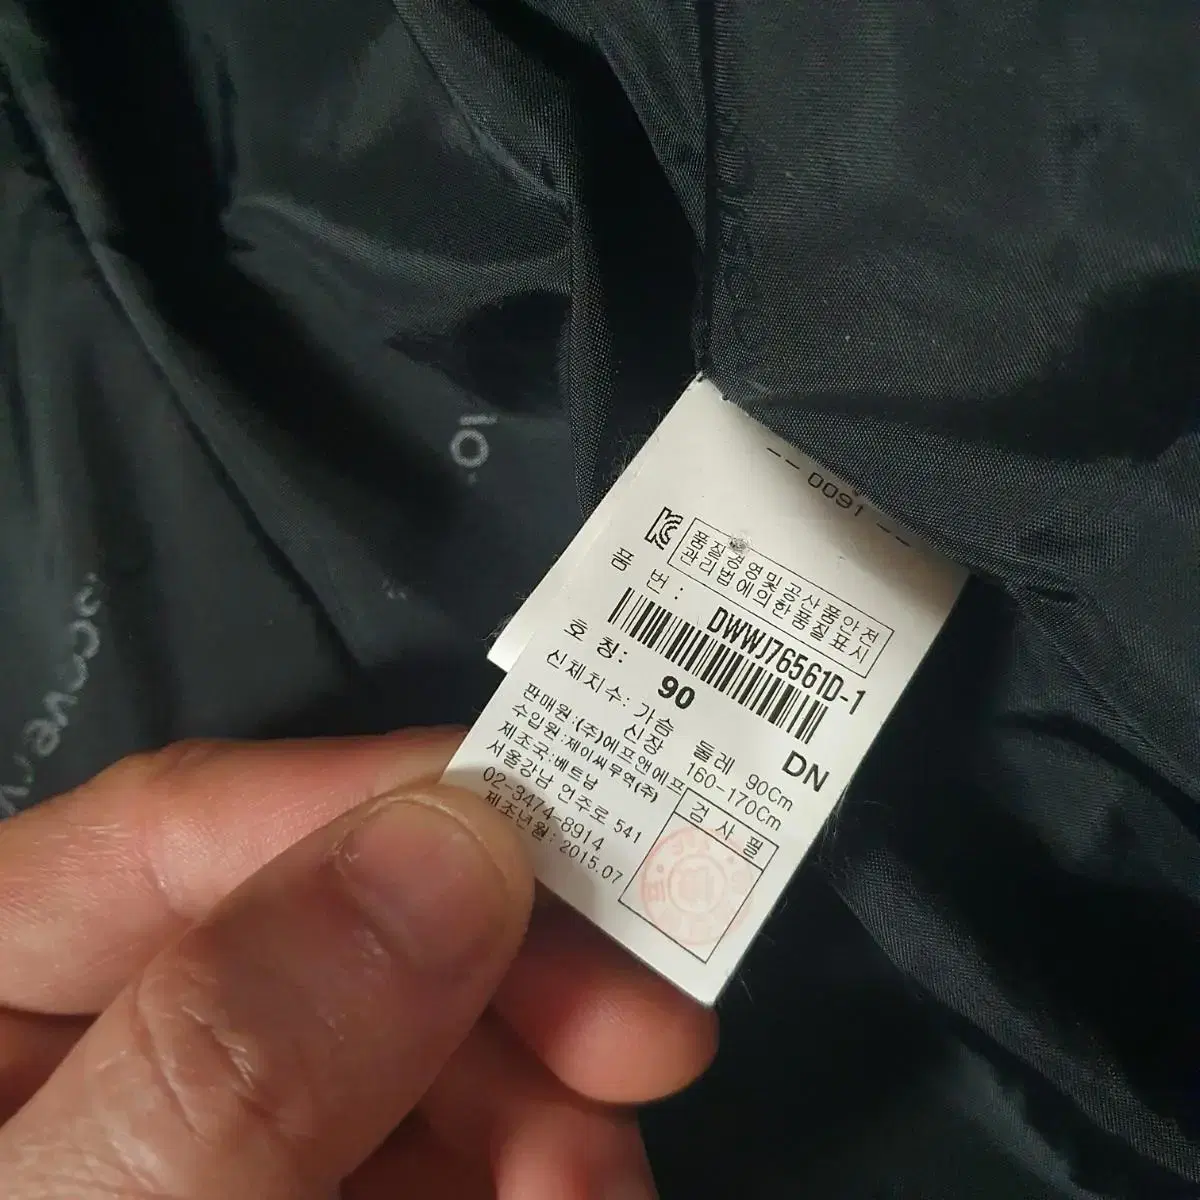 -- 0091 --
품질경영및공산품안전
관리법에의한품질표시
품 번: DWWJ76561D-1
호 칭: 90 DN
신체치수: 가슴 둘레 90Cm
신장 160-170Cm
판매원:(주)에프앤에프
수입원:제이씨무역(주)
제조국:베트남
서울강남 언주로 541
02-3474-8914
제조년월: 2015.07
검 사 필